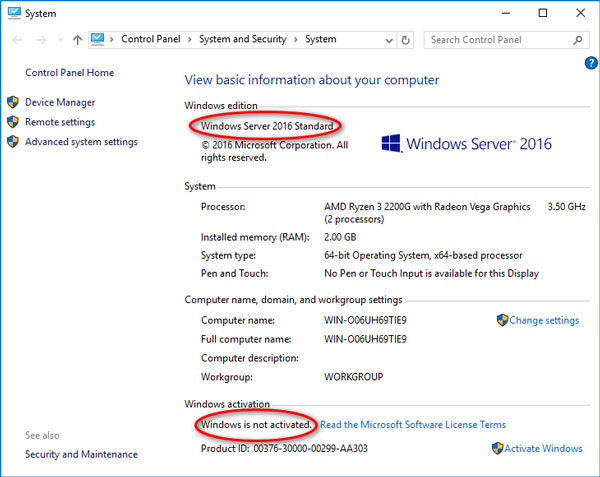 System
Control Panel > System and Security > System
Search Control Panel
Control Panel Home
Device Manager
Remote settings
Advanced system settings
See also
Security and Maintenance
View basic information about your computer
Windows edition
Windows Server 2016 Standard
© 2016 Microsoft Corporation. All
rights reserved.
Windows Server® 2016
System
Processor: AMD Ryzen 3 2200G with Radeon Vega Graphics 3.50 GHz
(2 processors)
Installed memory (RAM): 2.00 GB
System type: 64-bit Operating System, x64-based processor
Pen and Touch: No Pen or Touch Input is available for this Display
Computer name, domain, and workgroup settings
Computer name: WIN-O06UH69TIE9 Change settings
Full computer name: WIN-O06UH69TIE9
Computer description:
Workgroup: WORKGROUP
Windows activation
Windows is not activated. Read the Microsoft Software License Terms
Product ID: 00376-30000-00299-AA303 Activate Windows